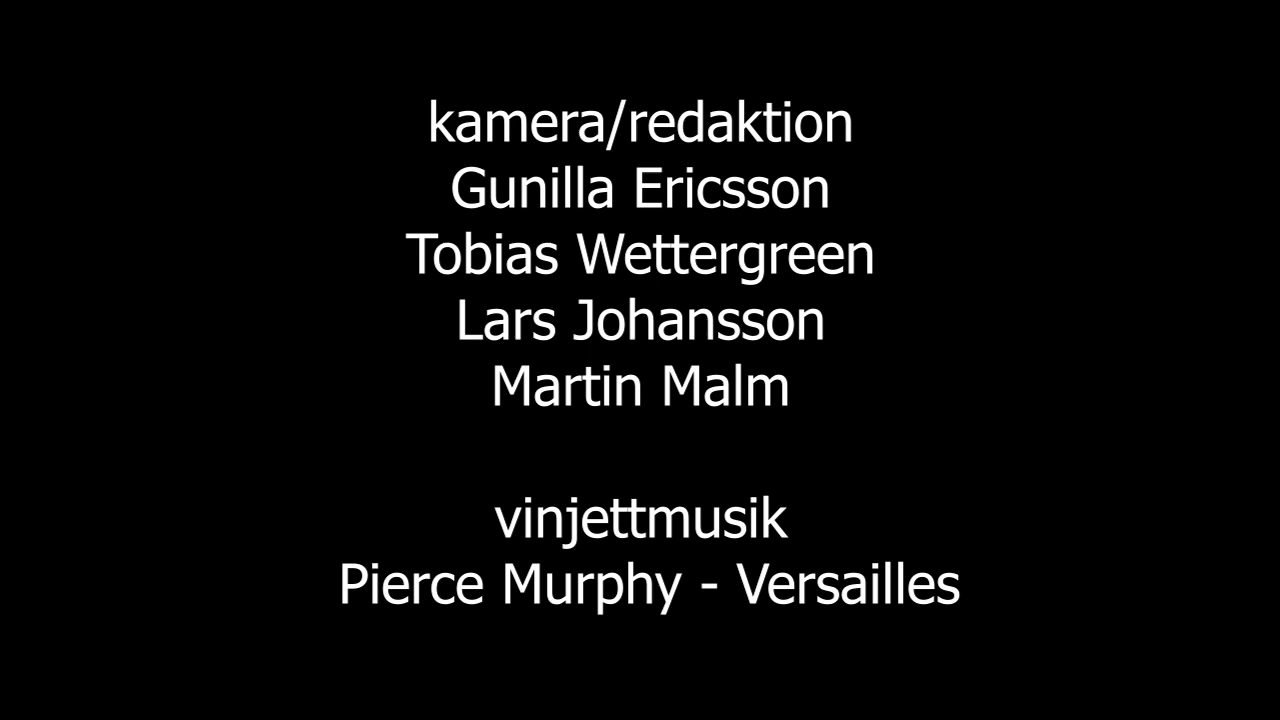 kamera/redaktion
Gunilla Ericsson
Tobias Wettergreen
Lars Johansson
Martin Malm
vinjettmusik
Pierce Murphy - Versailles